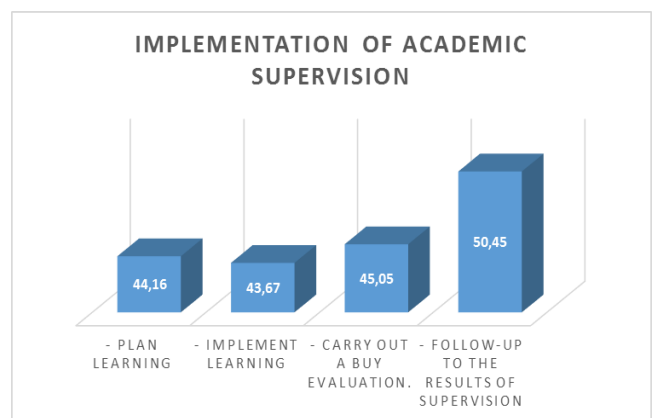 IMPLEMENTATION OF ACADEMIC
SUPERVISION
44,16
43,67
45,05
50,45
- PLAN
LEARNING
- IMPLEMENT
LEARNING
- CARRY OUT
A BUY
EVALUATION.
- FOLLOW-UP
TO THE
RESULTS OF
SUPERVISION